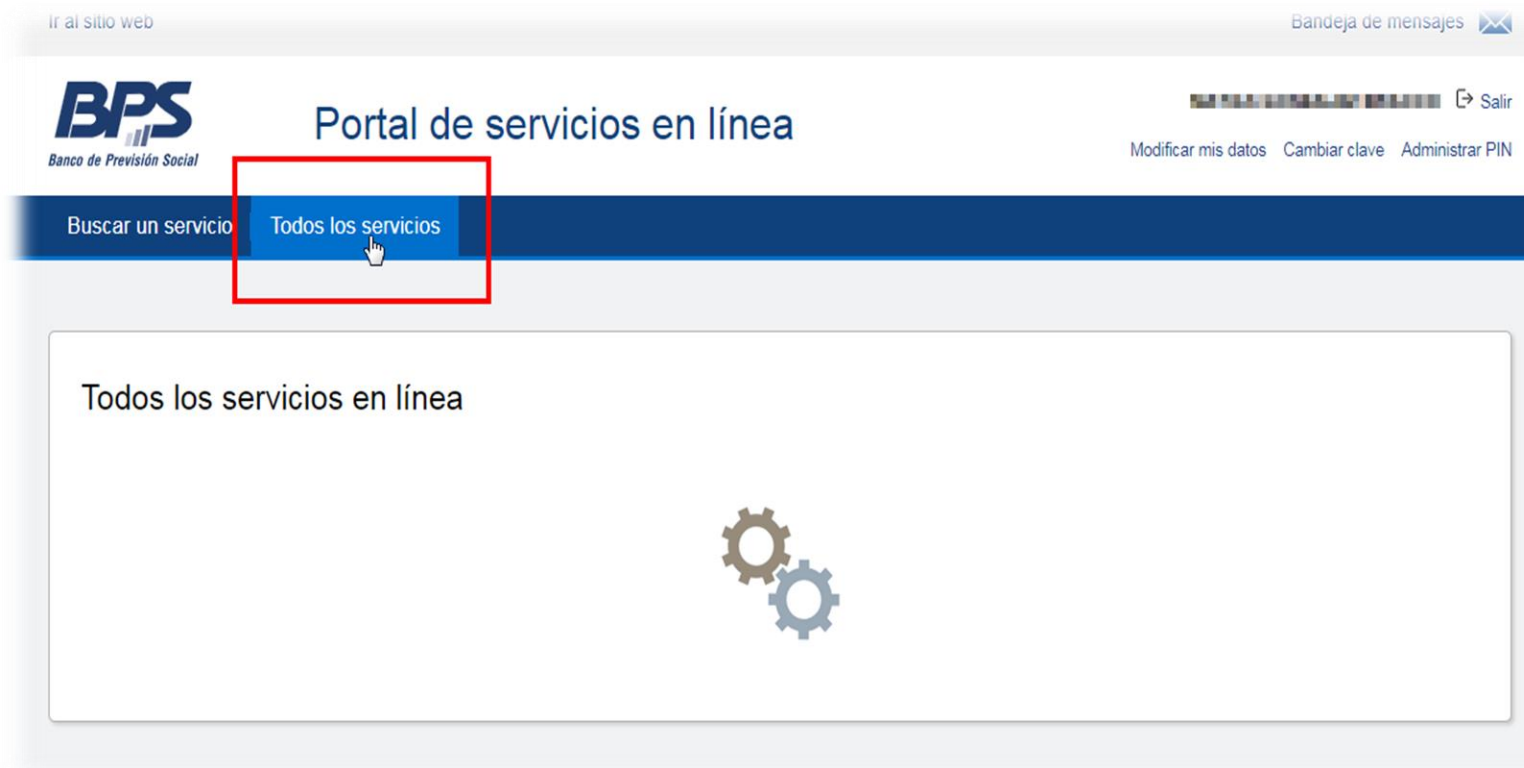 Ir al sitio web
Bandeja de mensajes
BPS
Banco de Previsión Social
Portal de servicios en línea
Salir
Modificar mis datos Cambiar clave Administrar PIN
Buscar un servicio Todos los servicios
Todos los servicios en línea